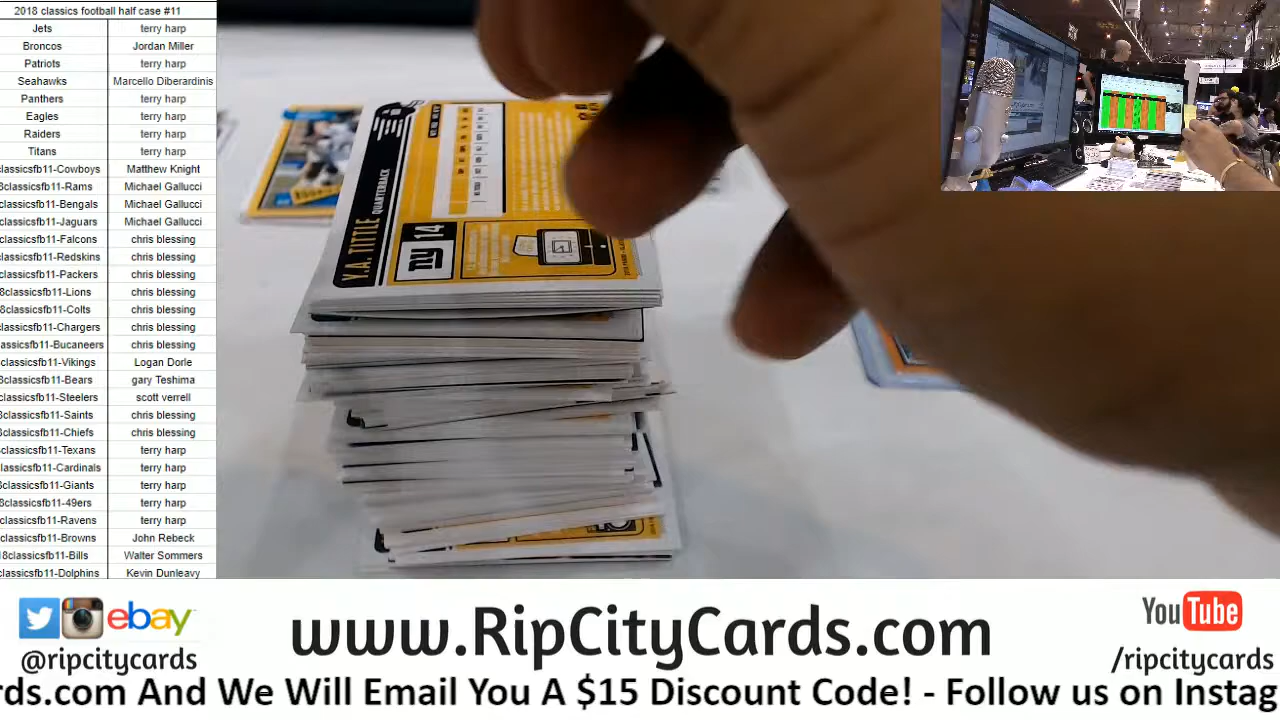 2018 classics football half case #11
Jets terry harp
Broncos Jordan Miller
Patriots terry harp
Seahawks Marcello Diberardinis
Panthers terry harp
Eagles terry harp
Raiders terry harp
Titans terry harp
classicsfb11-Cowboys Matthew Knight
8classicsfb11-Rams Michael Gallucci
classicsfb11-Bengals Michael Gallucci
classicsfb11-Jaguars Michael Gallucci
8classicsfb11-Falcons chris blessing
classicsfb11-Redskins chris blessing
classicsfb11-Packers chris blessing
8classicsfb11-Lions chris blessing
8classicsfb11-Colts chris blessing
classicsfb11-Chargers chris blessing
assicsfb11-Bucaneers chris blessing
classicsfb11-Vikings Logan Dorle
8classicsfb11-Bears gary Teshima
classicsfb11-Steelers scott verrell
8classicsfb11-Saints chris blessing
8classicsfb11-Chiefs chris blessing
classicsfb11-Texans terry harp
classicsfb11-Cardinals terry harp
8classicsfb11-Giants terry harp
8classicsfb11-49ers terry harp
classicsfb11-Ravens terry harp
classicsfb11-Browns John Rebeck
18classicsfb11-Bills Walter Sommers
classicsfb11-Dolphins Kevin Dunleavy
Y.A. TITTLE QUARTERBACK
ny 14
ebay
@ripcitycards
www.RipCityCards.com
YouTube
/ripcitycards
rds.com And We Will Email You A $15 Discount Code! - Follow us on Instag